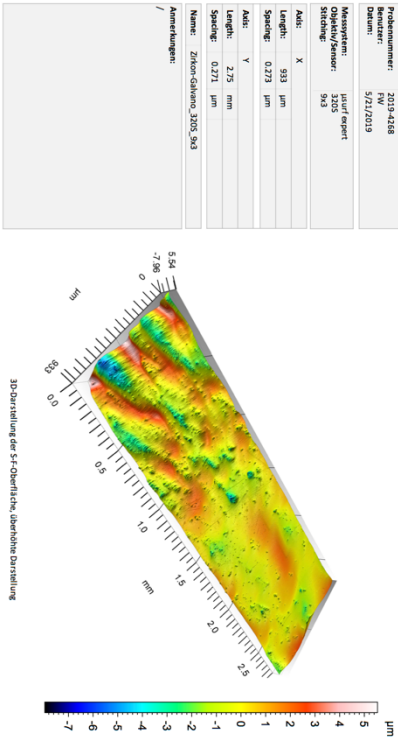 Probennummer: 2019-4268
Benutzer: FW
Datum: 5/21/2019
Messsystem: µsurf expert
Objektiv/Sensor: 320S
Stitching: 9x3
Axis: X
Length: 933 µm
Spacing: 0.273 µm
Axis: Y
Length: 2.75 mm
Spacing: 0.271 µm
Name: Zirkon-Galvano_320S_9x3
Anmerkungen:
/
5.54
-7.96
0
µm
933
0.0
0.5
1.0
mm
1.5
2.0
2.5
µm
-7 -6 -5 -4 -3 -2 -1 0 1 2 3 4 5
3D-Darstellung der S-F-Oberfläche, überhöhte Darstellung